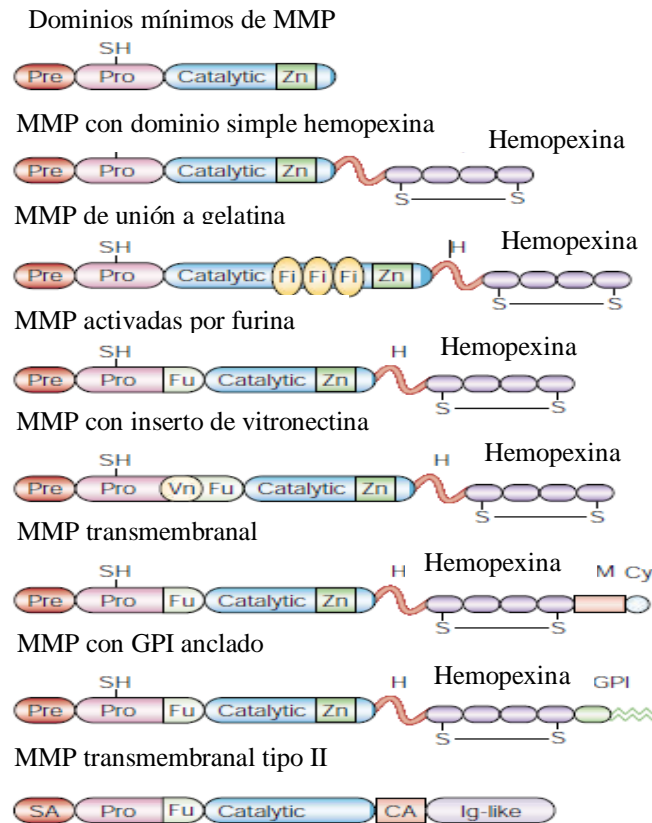 Dominios mínimos de MMP
SH
Pre Pro Catalytic Zn
MMP con dominio simple hemopexina
Hemopexina
Pre Pro Catalytic Zn
S S
MMP de unión a gelatina
SH H Hemopexina
Pre Pro Catalytic Fi Fi Fi Zn
S S
MMP activadas por furina
SH H Hemopexina
Pre Pro Fu Catalytic Zn
S S
MMP con inserto de vitronectina
SH H Hemopexina
Pre Pro Vn Fu Catalytic Zn
S S
MMP transmembranal
SH H Hemopexina M Cy
Pre Pro Fu Catalytic Zn
S S
MMP con GPI anclado
SH H Hemopexina GPI
Pre Pro Fu Catalytic Zn
S S
MMP transmembranal tipo II
SA Pro Fu Catalytic CA Ig-like